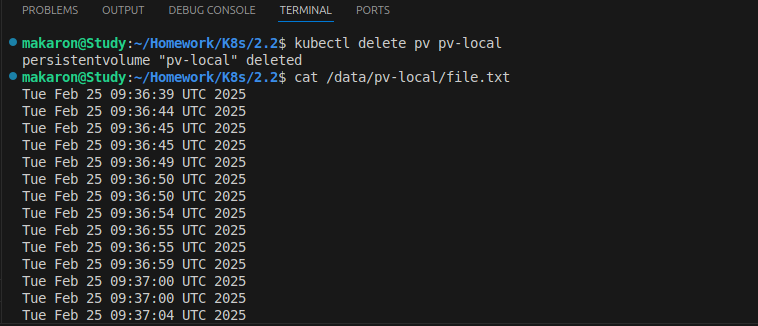 PROBLEMS OUTPUT DEBUG CONSOLE TERMINAL PORTS
makaron@Study:~/Homework/K8s/2.2$ kubectl delete pv pv-local
persistentvolume "pv-local" deleted
makaron@Study:~/Homework/K8s/2.2$ cat /data/pv-local/file.txt
Tue Feb 25 09:36:39 UTC 2025
Tue Feb 25 09:36:44 UTC 2025
Tue Feb 25 09:36:45 UTC 2025
Tue Feb 25 09:36:45 UTC 2025
Tue Feb 25 09:36:49 UTC 2025
Tue Feb 25 09:36:50 UTC 2025
Tue Feb 25 09:36:50 UTC 2025
Tue Feb 25 09:36:54 UTC 2025
Tue Feb 25 09:36:55 UTC 2025
Tue Feb 25 09:36:55 UTC 2025
Tue Feb 25 09:36:59 UTC 2025
Tue Feb 25 09:37:00 UTC 2025
Tue Feb 25 09:37:00 UTC 2025
Tue Feb 25 09:37:04 UTC 2025